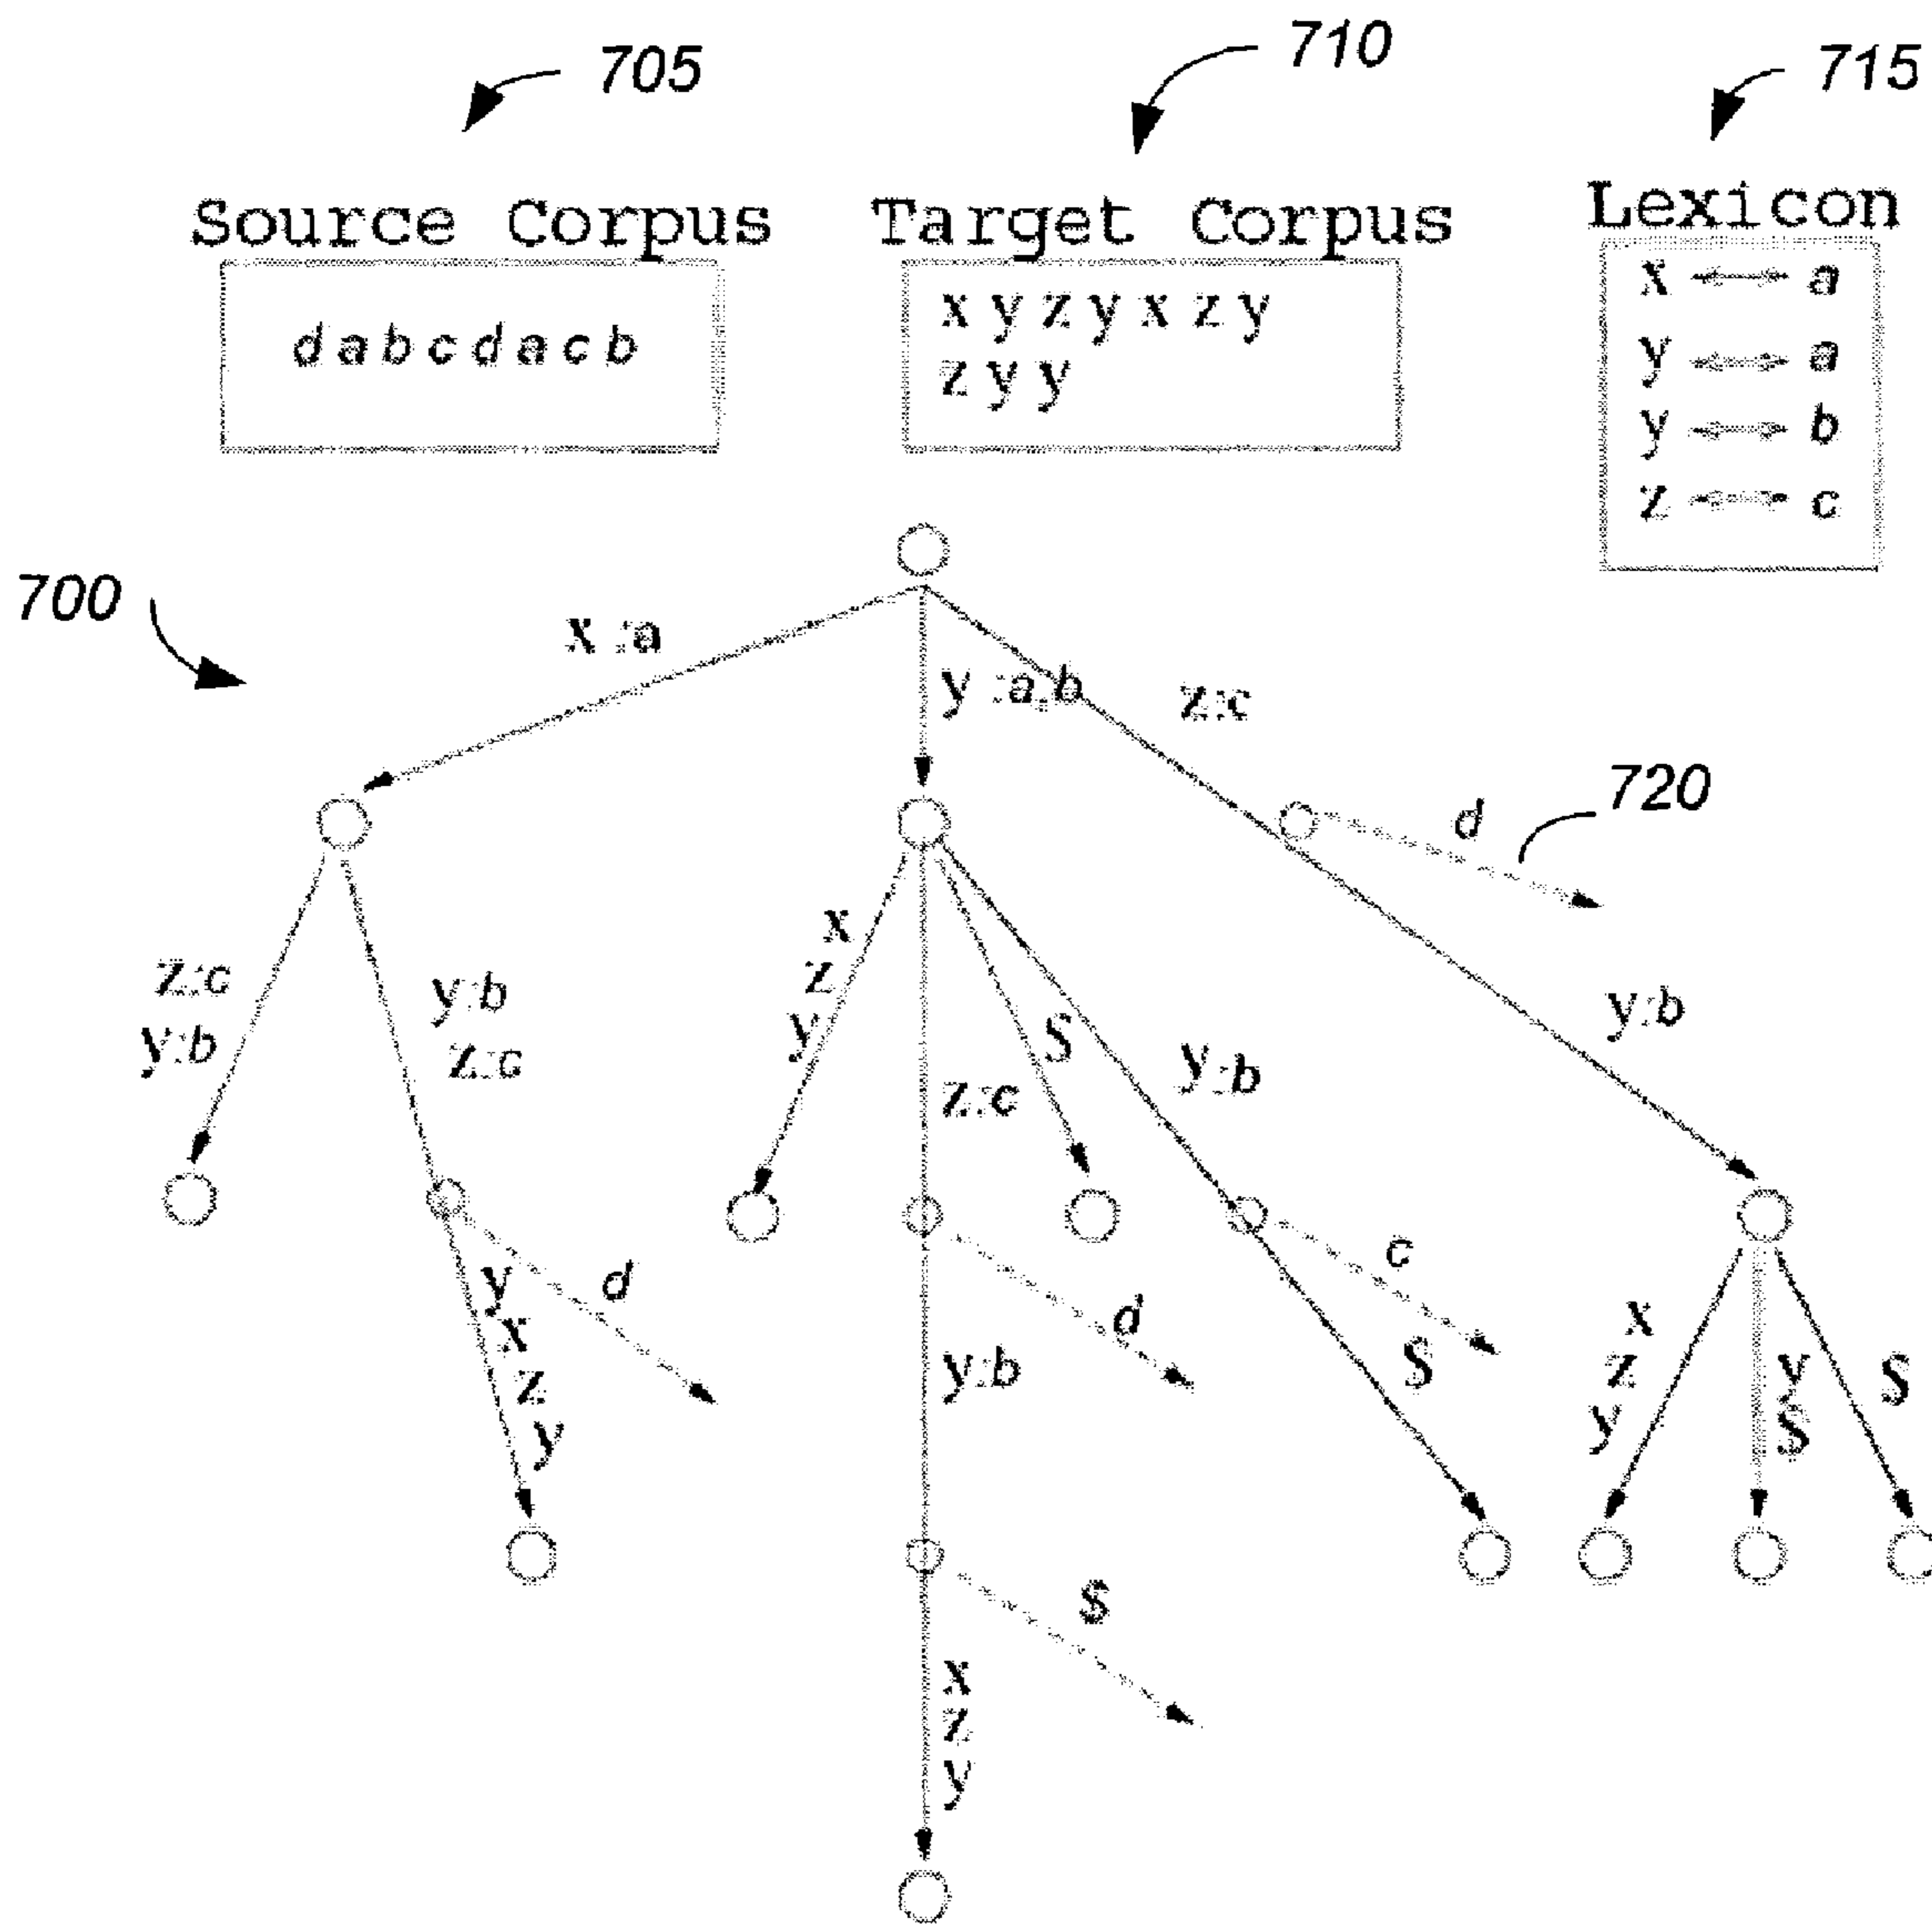 705
710
715
Source Corpus
Target Corpus
Lexicon
d a b c d a c b
x y z y x z y
z y y
x ↔ a
y ↔ a
y ↔ b
z ↔ c
700
x :a
y :a,b
z:c
720
d
z:c
y:b
y:b
z:c
x
z
y
z:c
S
y:b
y:b
y
x
z
y
d
y:b
d
c
S
x
z
y
y
S
S
x
z
y
S